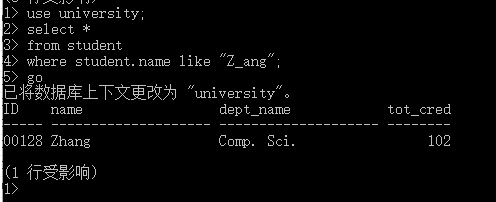 1> use university;
2> select *
3> from student
4> where student.name like "Z_ang";
5> go
已将数据库上下文更改为 "university"。
ID    name                 dept_name            tot_cred
----- -------------------- -------------------- --------
00128 Zhang                Comp. Sci.                102

(1 行受影响)
1>